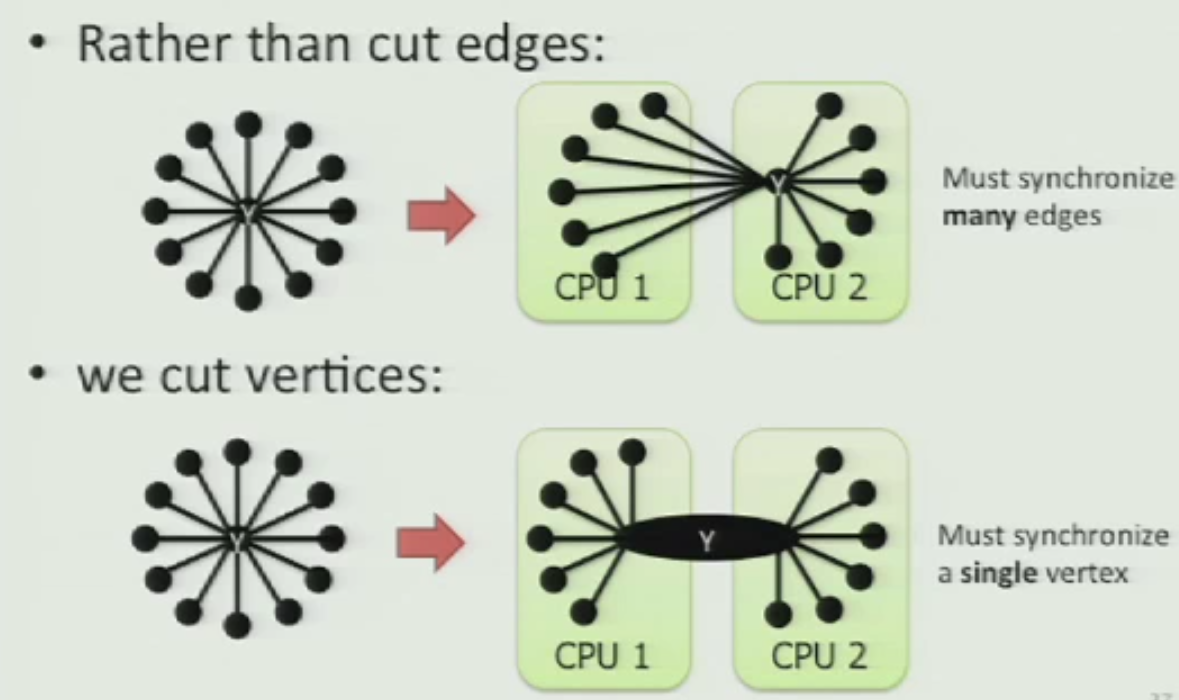 • Rather than cut edges:
Y
Y
CPU 1
CPU 2
Must synchronize
many edges
• we cut vertices:
Y
Y
CPU 1
CPU 2
Must synchronize
a single vertex